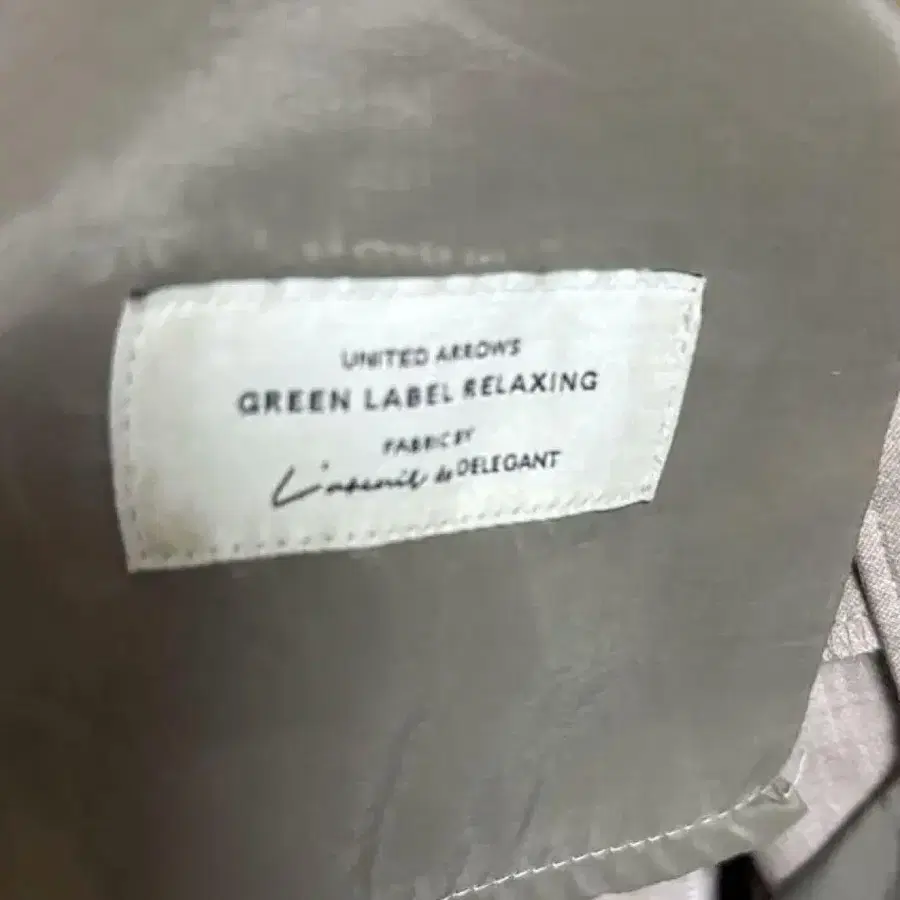 UNITED ARROWS
GREEN LABEL RELAXING
FABRIC BY
DELEGANT